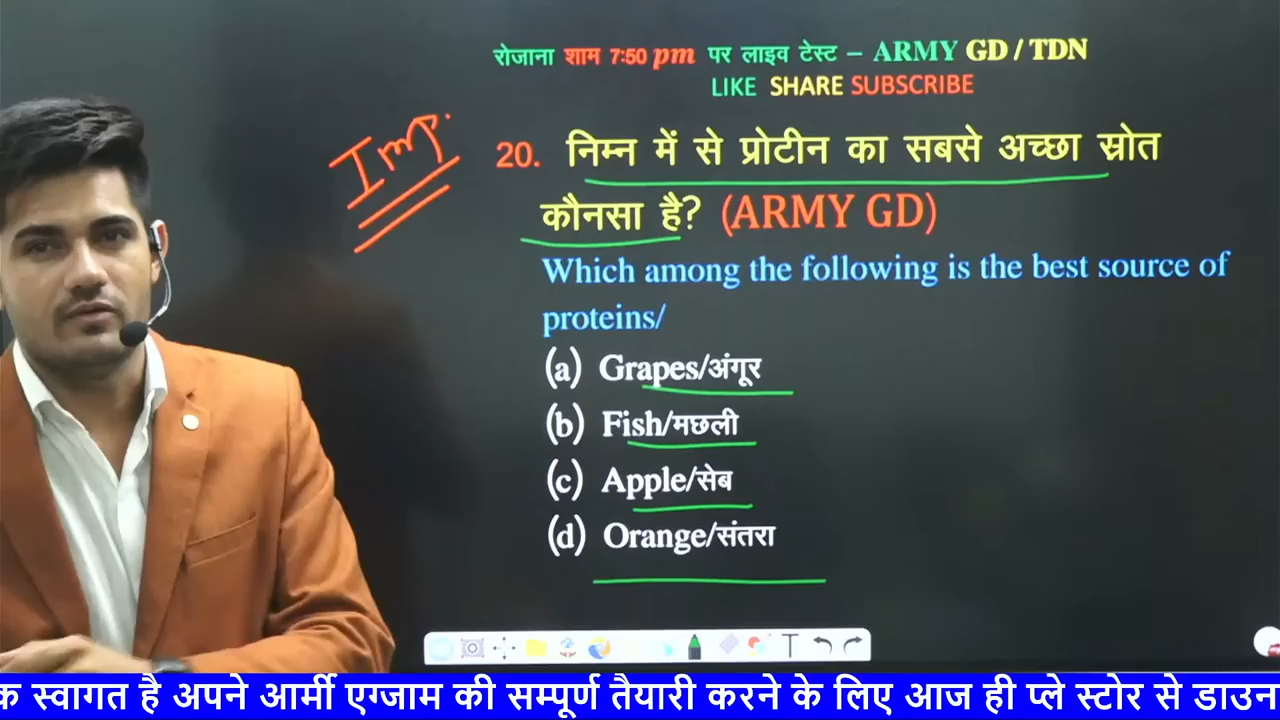 रोजाना शाम 7:50 pm पर लाइव टेस्ट – ARMY GD / TDN
LIKE SHARE SUBSCRIBE
Imp.
20. निम्न में से प्रोटीन का सबसे अच्छा स्रोत
कौनसा है? (ARMY GD)
Which among the following is the best source of
proteins/
(a) Grapes/अंगूर
(b) Fish/मछली
(c) Apple/सेब
(d) Orange/संतरा
T
क स्वागत है अपने आर्मी एग्जाम की सम्पूर्ण तैयारी करने के लिए आज ही प्ले स्टोर से डाउन